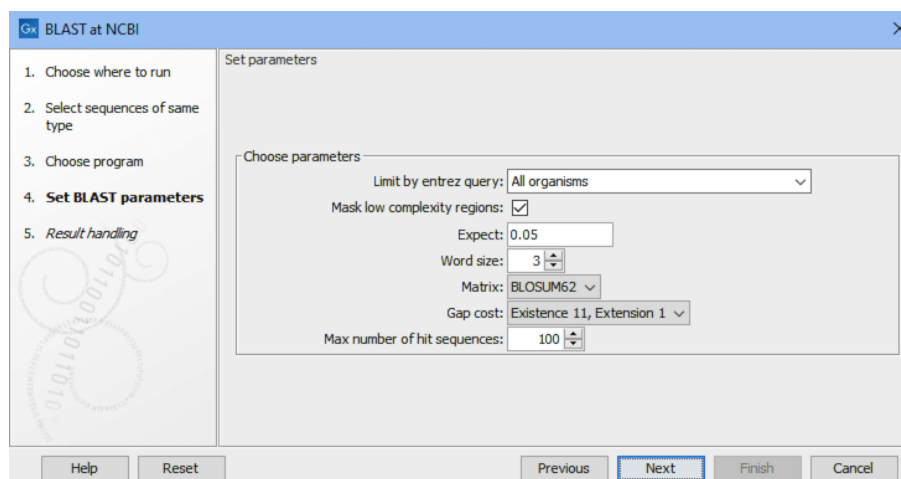 Gx BLAST at NCBI
1. Choose where to run
2. Select sequences of same
type
3. Choose program
4. Set BLAST parameters
5. Result handling
Set parameters
Choose parameters
Limit by entrez query: All organisms
Mask low complexity regions:
Expect: 0.05
Word size: 3
Matrix: BLOSUM62
Gap cost: Existence 11, Extension 1
Max number of hit sequences: 100
Help Reset Previous Next Finish Cancel